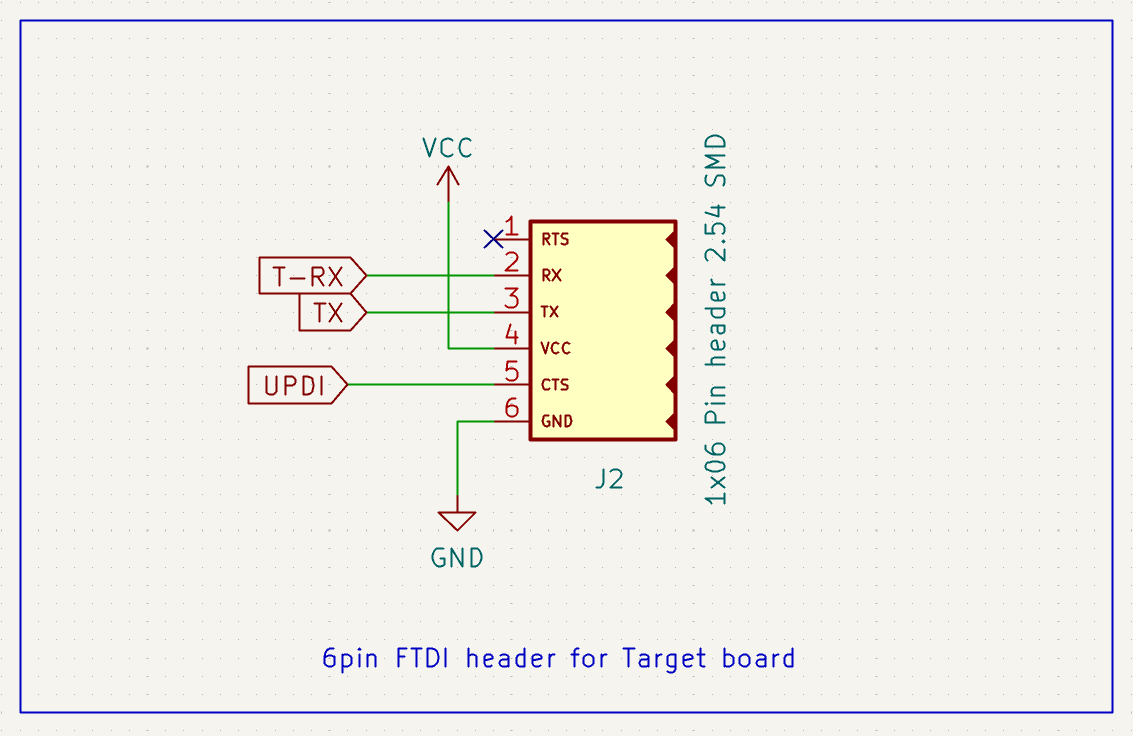 VCC
1 RTS
T-RX 2 RX
TX 3 TX
4 VCC
UPDI 5 CTS
6 GND
1x06 Pin header 2.54 SMD
J2
GND
6pin FTDI header for Target board